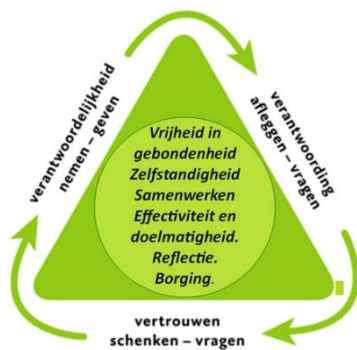 verantwoordelijkheid
nemen – geven
verantwoording
afleggen – vragen
Vrijheid in
gebondenheid
Zelfstandigheid
Samenwerken
Effectiviteit en
doelmatigheid.
Reflectie.
Borging.
vertrouwen
schenken – vragen